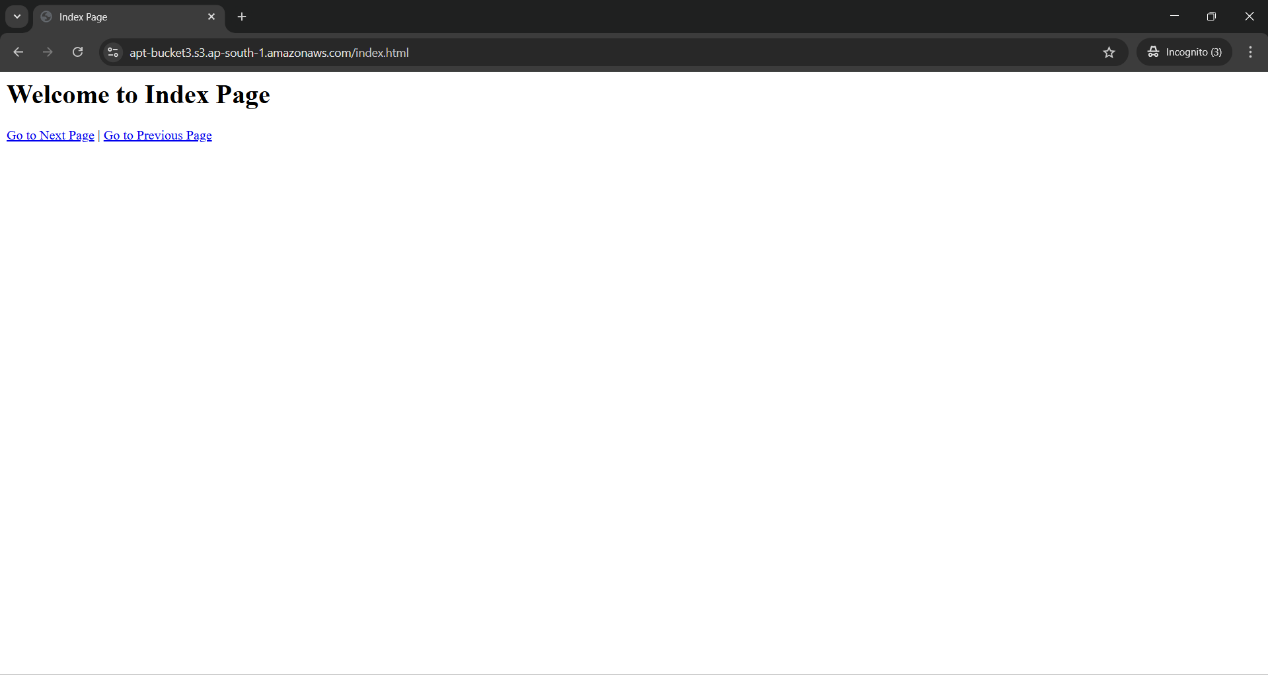 Index Page
apt-bucket3.s3.ap-south-1.amazonaws.com/index.html
Incognito (3)
Welcome to Index Page
Go to Next Page | Go to Previous Page